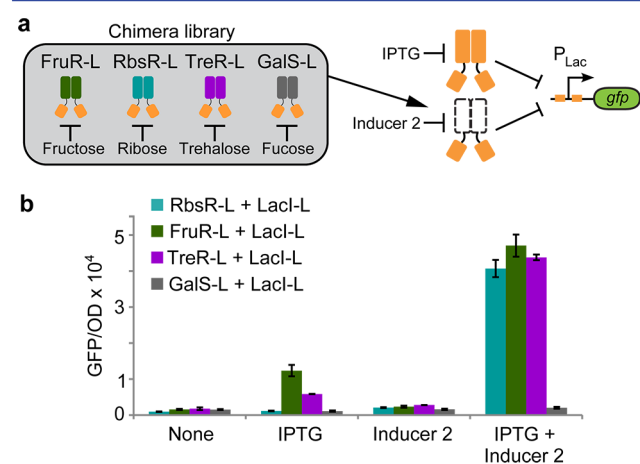 a
Chimera library
FruR-L RbsR-L TreR-L GalS-L
Fructose Ribose Trehalose Fucose
IPTG
Inducer 2
PLac
gfp
b
RbsR-L + LacI-L
FruR-L + LacI-L
TreR-L + LacI-L
GalS-L + LacI-L
GFP/OD x 10⁴
5
3
1
0
None IPTG Inducer 2 IPTG +
Inducer 2